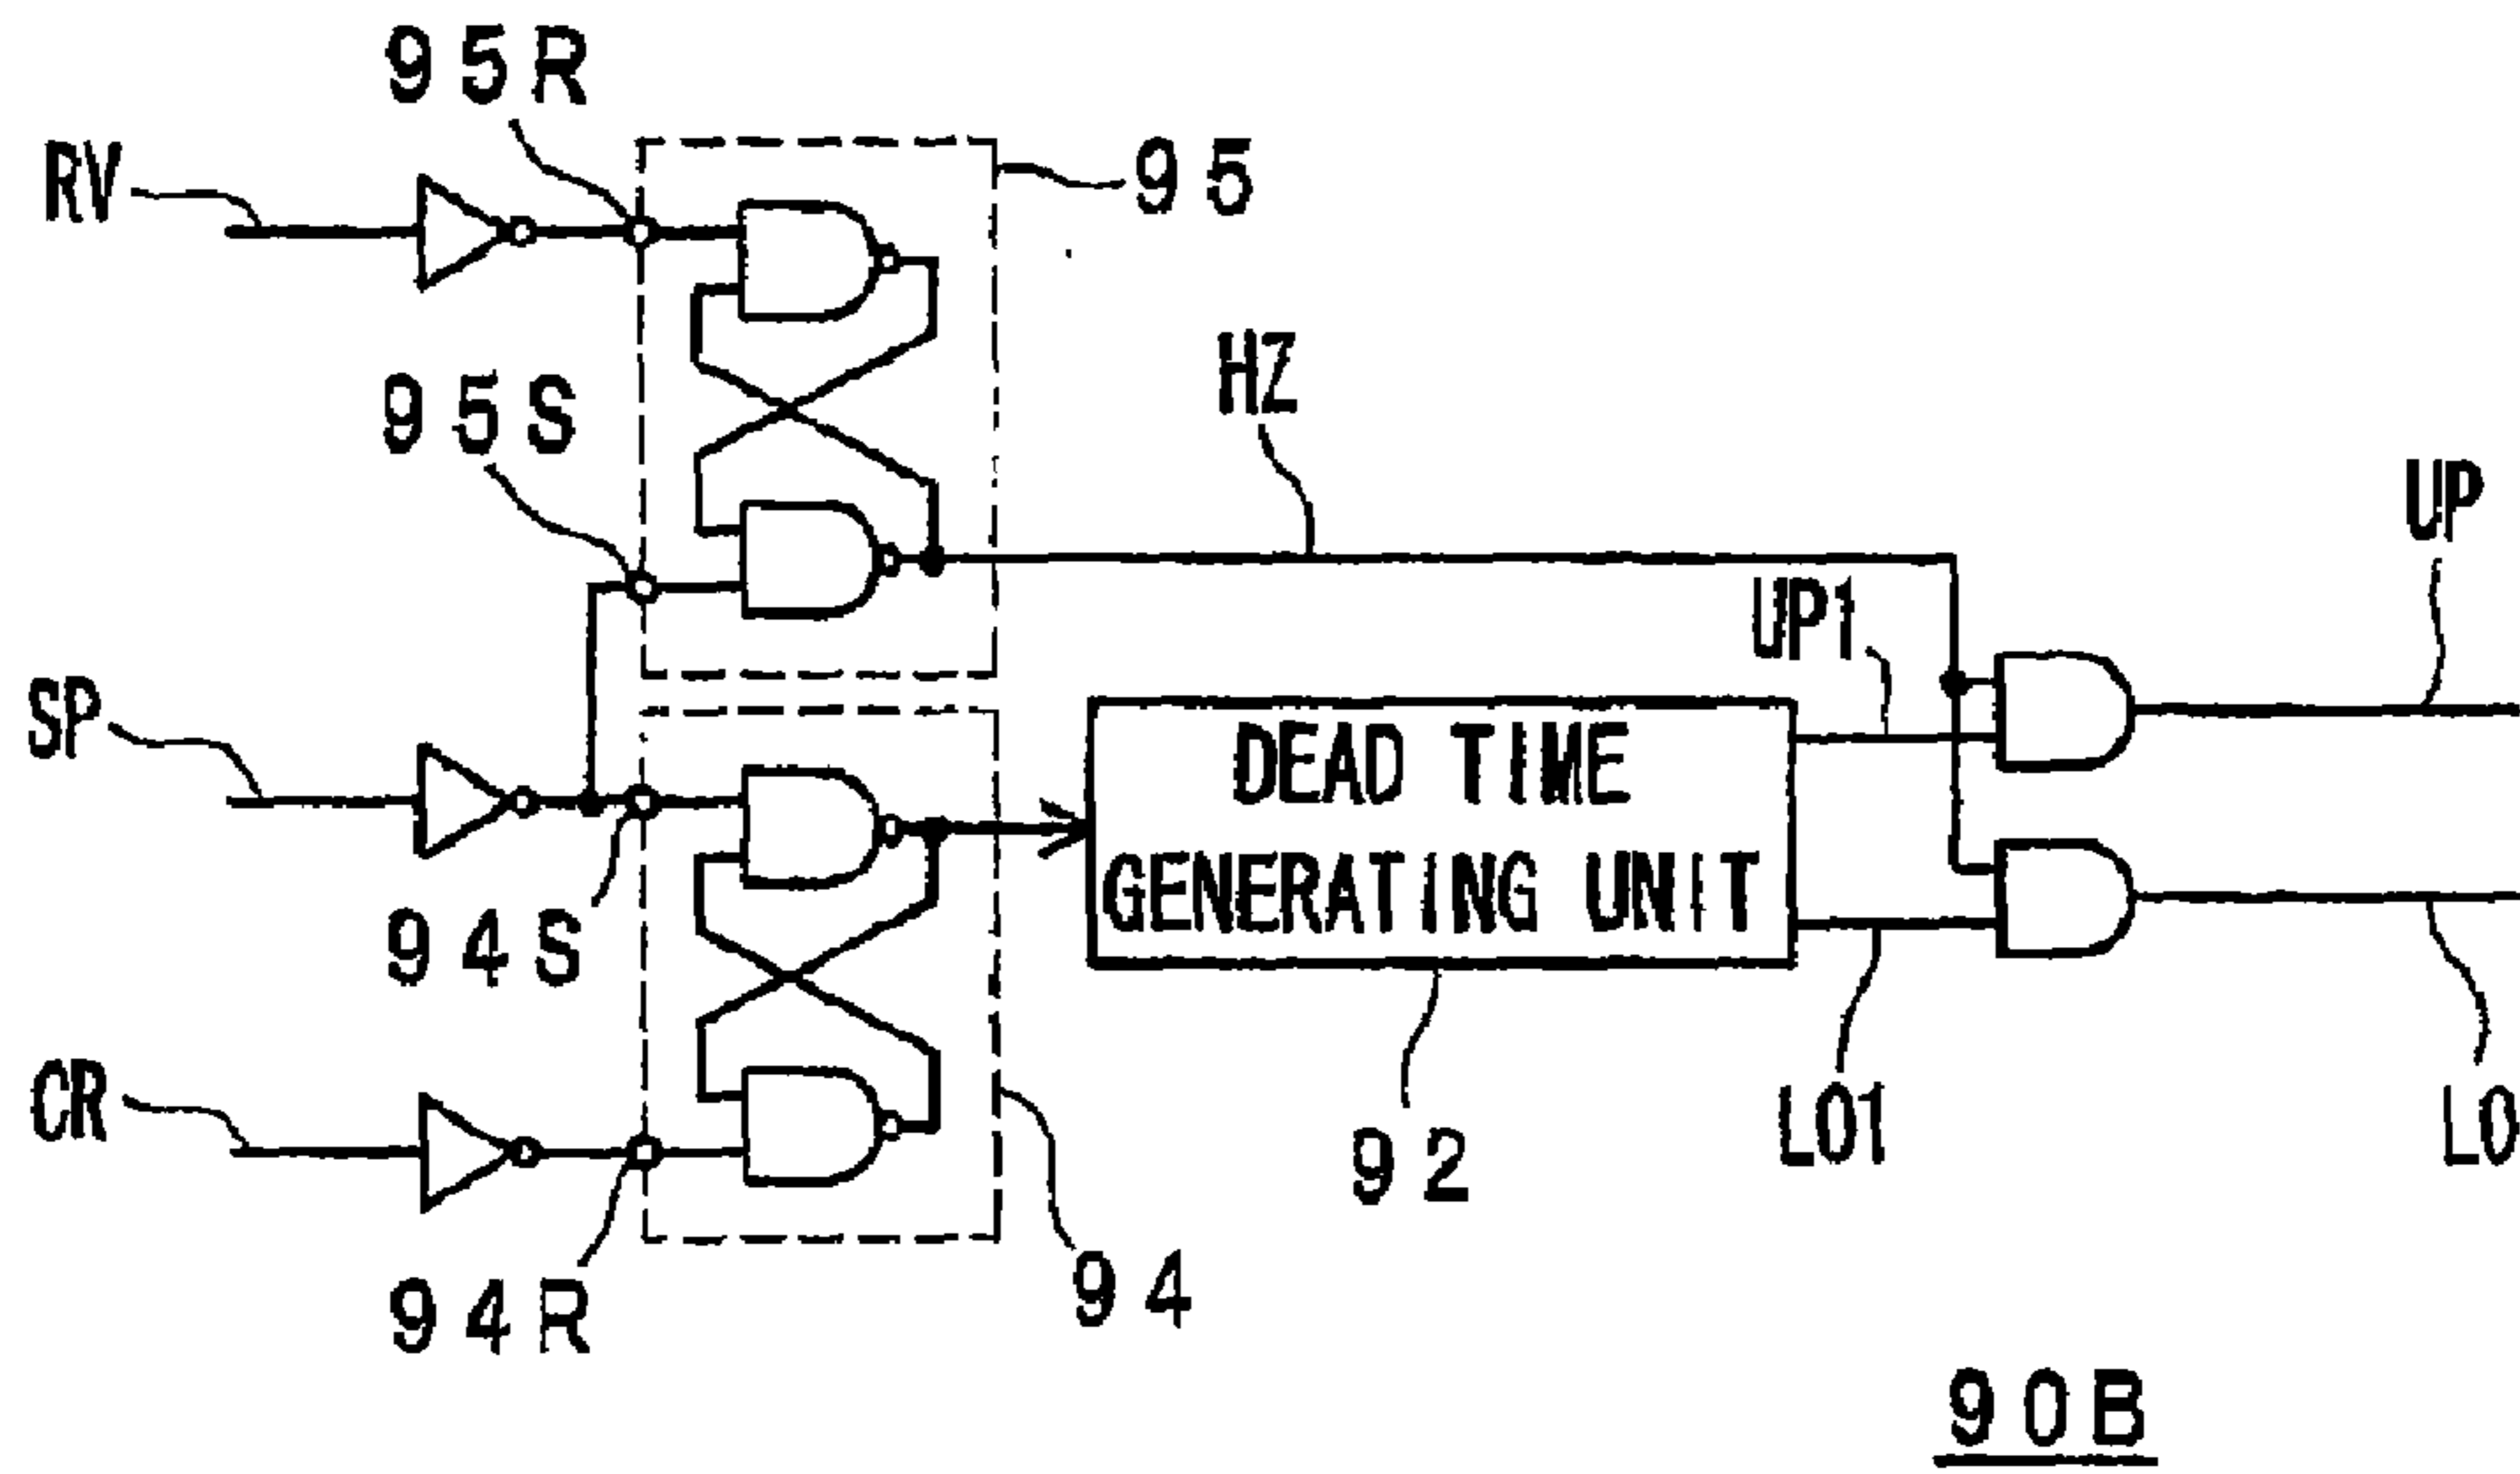 95R
RV
95
95S
HZ
UP
UP1
SP
DEAD TIME
GENERATING UNIT
94S
CR
92
LO1
LO
94R
94
90B